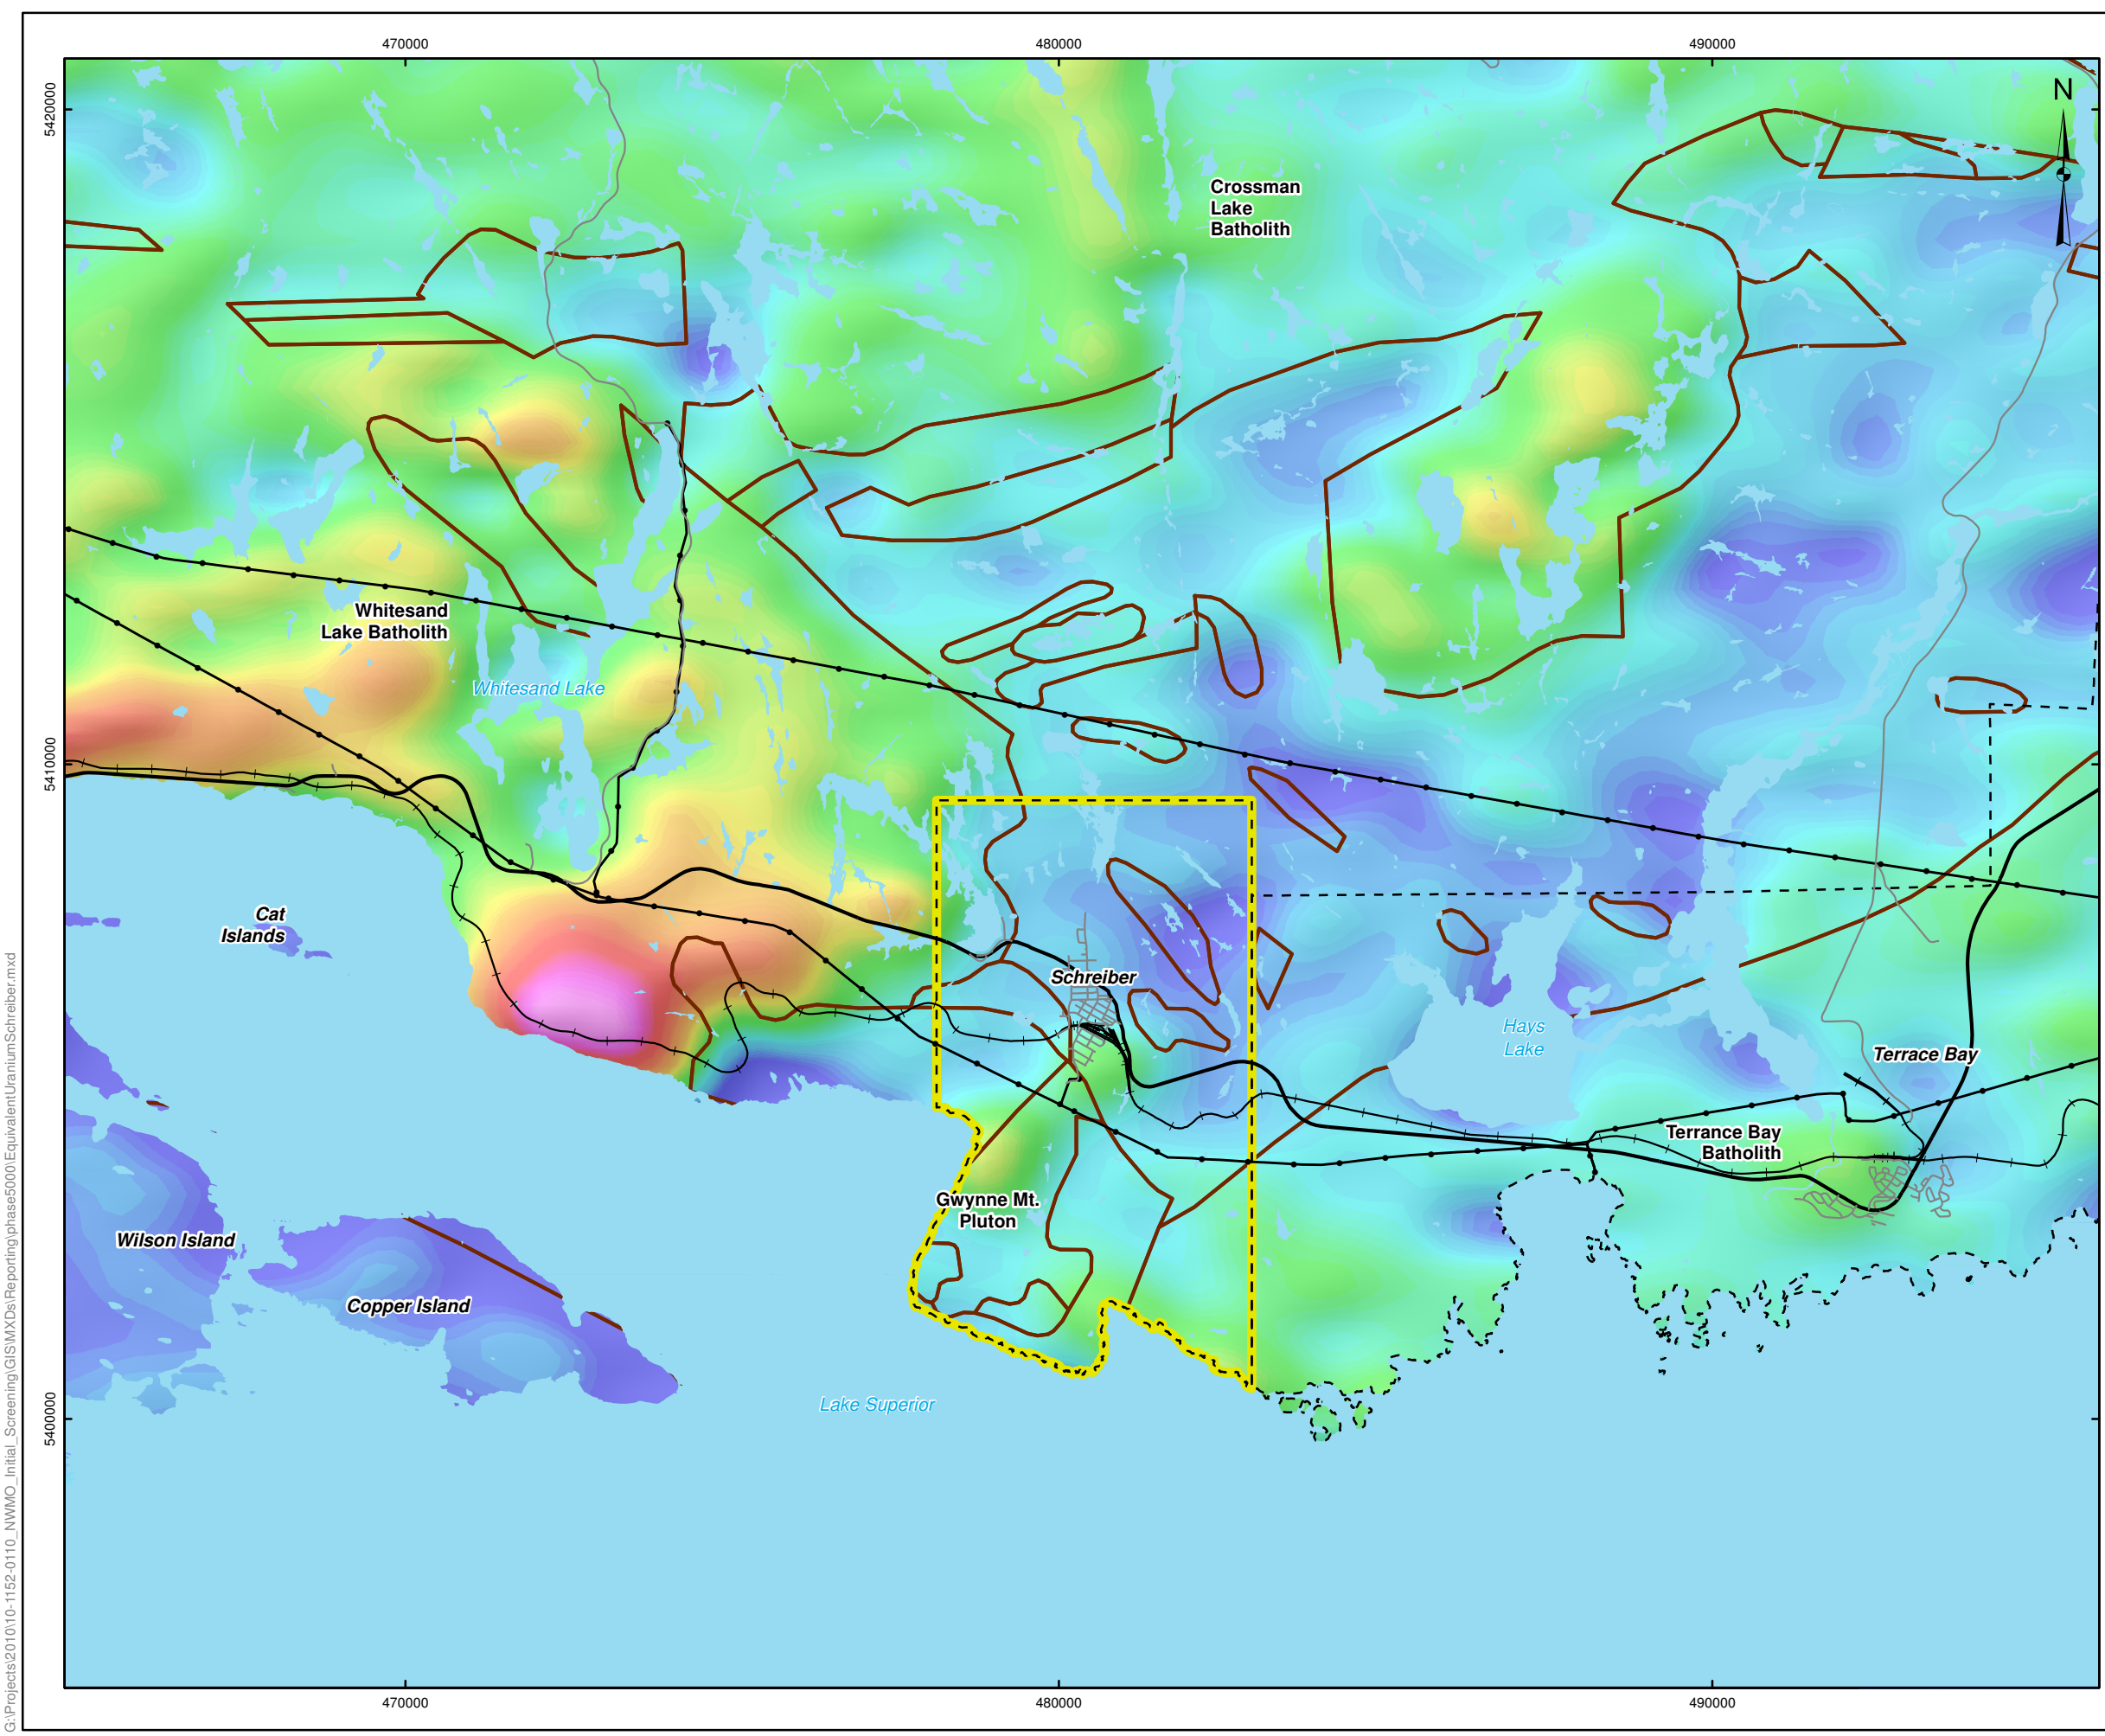 470000
480000
490000
5420000
N
Crossman
Lake
Batholith
Whitesand
Lake Batholith
Whitesand Lake
5410000
Cat
Islands
Schreiber
Hays
Lake
Terrace Bay
Terrance Bay
Batholith
Gwynne Mt.
Pluton
Wilson Island
Copper Island
Lake Superior
5400000
470000
480000
490000
G:\Projects\2010\10-1152-0110_NWMO_Initial_Screening\GIS\MXDs\Reporting\phase5000\EquivalentUraniumSchreiber.mxd